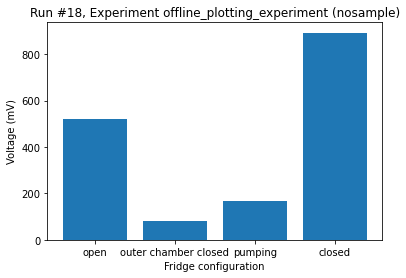 Run #18, Experiment offline_plotting_experiment (nosample)
Voltage (mV)
800
600
400
200
0
open
outer chamber closed
pumping
closed
Fridge configuration